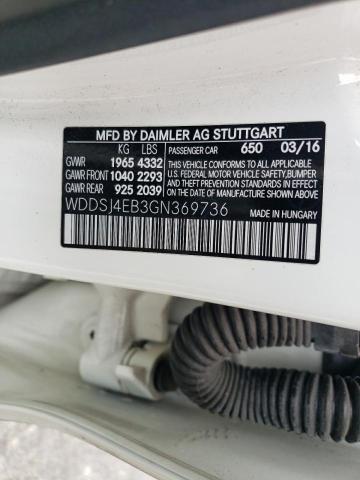 MFD BY DAIMLER AG STUTTGART
KG LBS PASSENGER CAR 650 03/16
GVWR 1965 4332 THIS VEHICLE CONFORMS TO ALL APPLICABLE
GAWR FRONT 1040 2293 FEDERAL MOTOR VEHICLE SAFETY, BUMPER
GAWR REAR 925 2039 AND THEFT PREVENTION STANDARDS IN EFFECT
ON THE DATE OF MANUFACTURE SHOWN ABOVE.
WDDSJ4EB3GN369736 MADE IN HUNGARY